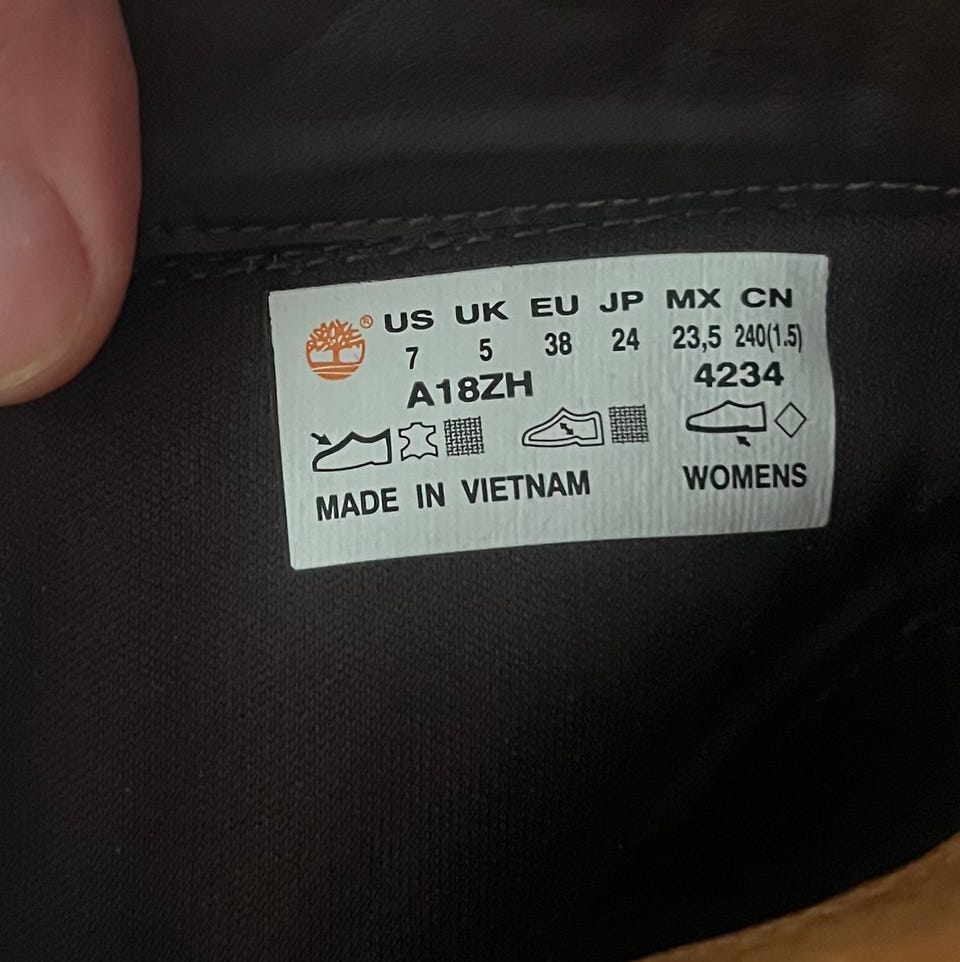 ® US UK EU JP MX CN
7 5 38 24 23,5 240(1.5)
A18ZH 4234
MADE IN VIETNAM WOMENS